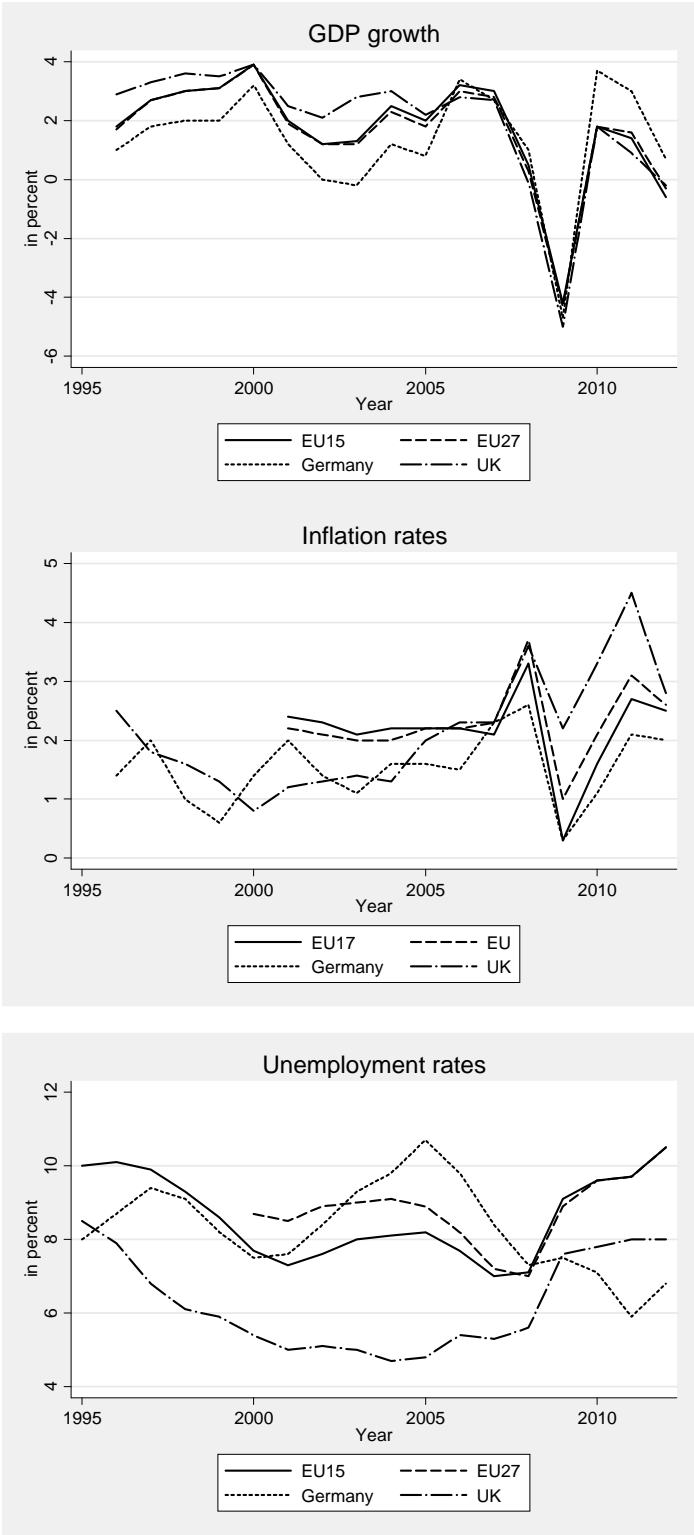 GDP growth
4
2
0
-2
-4
-6
in percent
1995 2000 2005 2010
Year
EU15 EU27
Germany UK
Inflation rates
5
4
3
2
1
0
in percent
1995 2000 2005 2010
Year
EU17 EU
Germany UK
Unemployment rates
12
10
8
6
4
in percent
1995 2000 2005 2010
Year
EU15 EU27
Germany UK